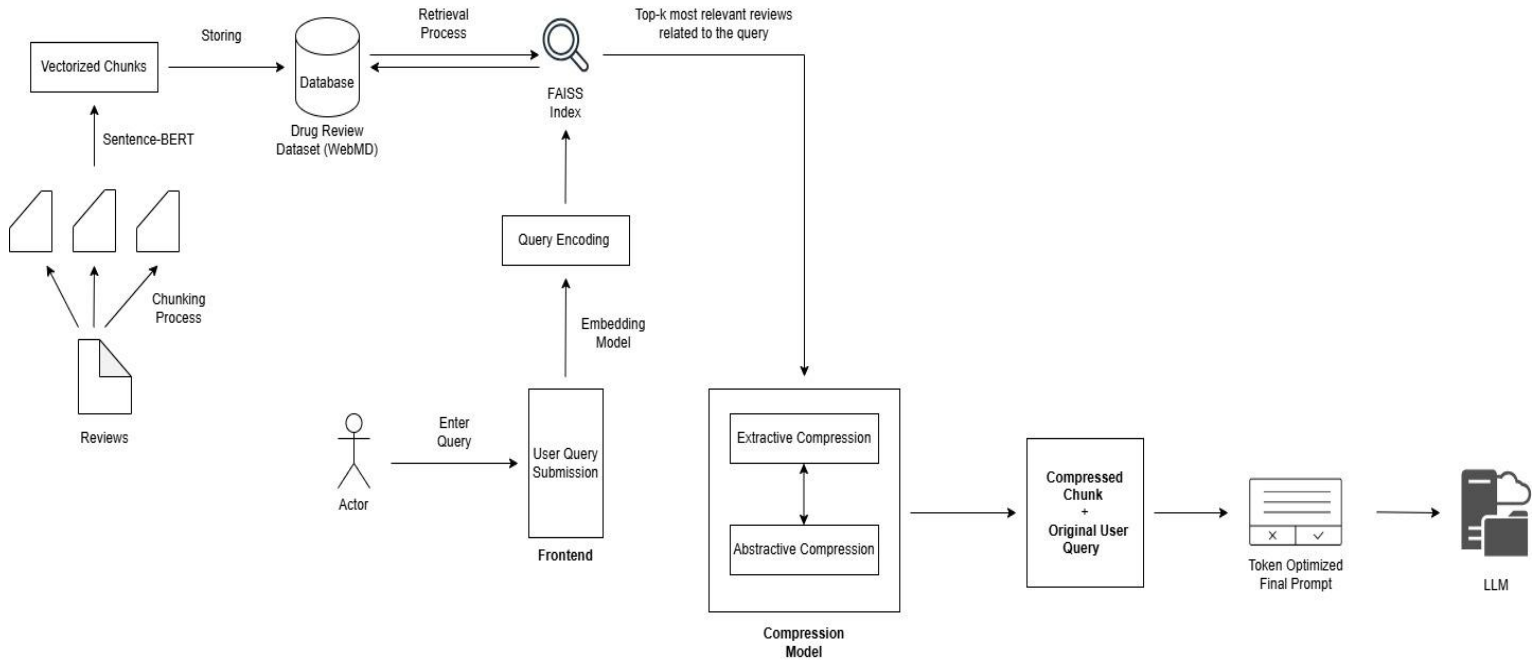 Vectorized Chunks
Storing
Database
Drug Review
Dataset (WebMD)
Retrieval
Process
FAISS
Index
Top-k most relevant reviews
related to the query
Sentence-BERT
Chunking
Process
Reviews
Query Encoding
Embedding
Model
Actor
Enter
Query
User Query
Submission
Frontend
Extractive Compression
Abstractive Compression
Compression
Model
Compressed
Chunk
+
Original User
Query
Token Optimized
Final Prompt
LLM